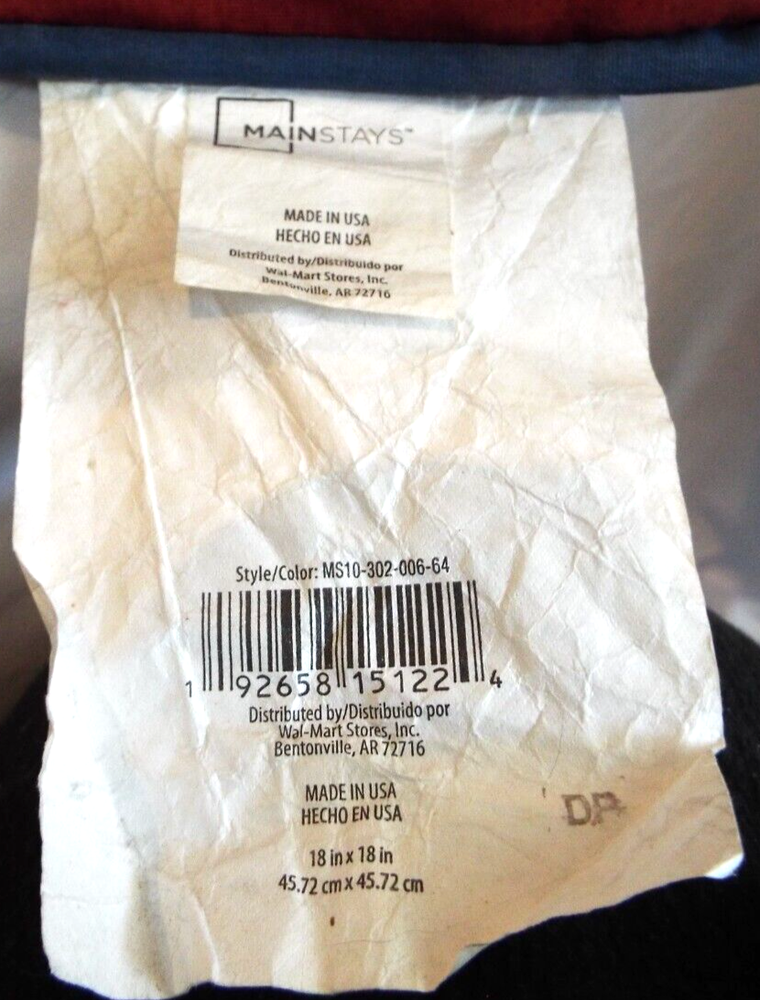 MAINSTAYS™
MADE IN USA
HECHO EN USA
Distributed by/Distribuido por
Wal-Mart Stores, Inc.
Bentonville, AR 72716
Style/Color: MS10-302-006-64
1 92658 15122 4
Distributed by/Distribuido por
Wal-Mart Stores, Inc.
Bentonville, AR 72716
MADE IN USA
HECHO EN USA
DP
18 in x 18 in
45.72 cm x 45.72 cm